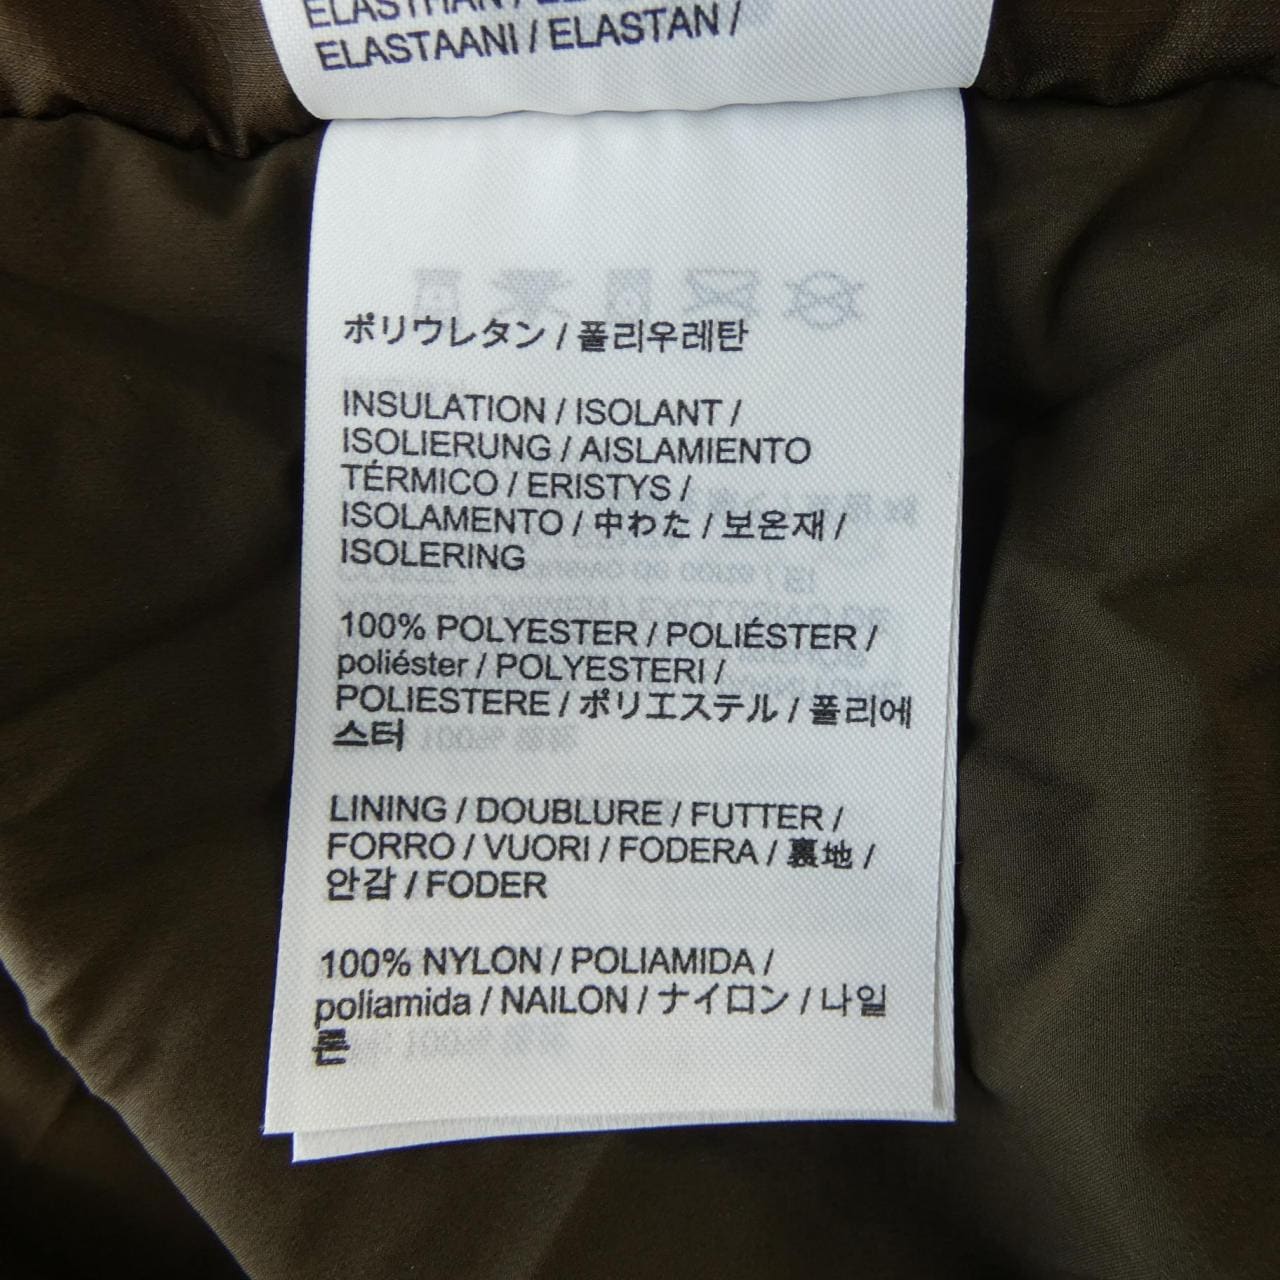 ELASTAANI / ELASTAN /
ポリウレタン / 폴리우레탄
INSULATION / ISOLANT /
ISOLIERUNG / AISLAMIENTO
TÉRMICO / ERISTYS /
ISOLAMENTO / 中わた / 보온재 /
ISOLERING
100% POLYESTER / POLIÉSTER /
poliéster / POLYESTERI /
POLIESTERE / ポリエステル / 폴리에
스터
LINING / DOUBLURE / FUTTER /
FORRO / VUORI / FODERA / 裏地 /
안감 / FODER
100% NYLON / POLIAMIDA /
poliamida / NAILON / ナイロン / 나일
론